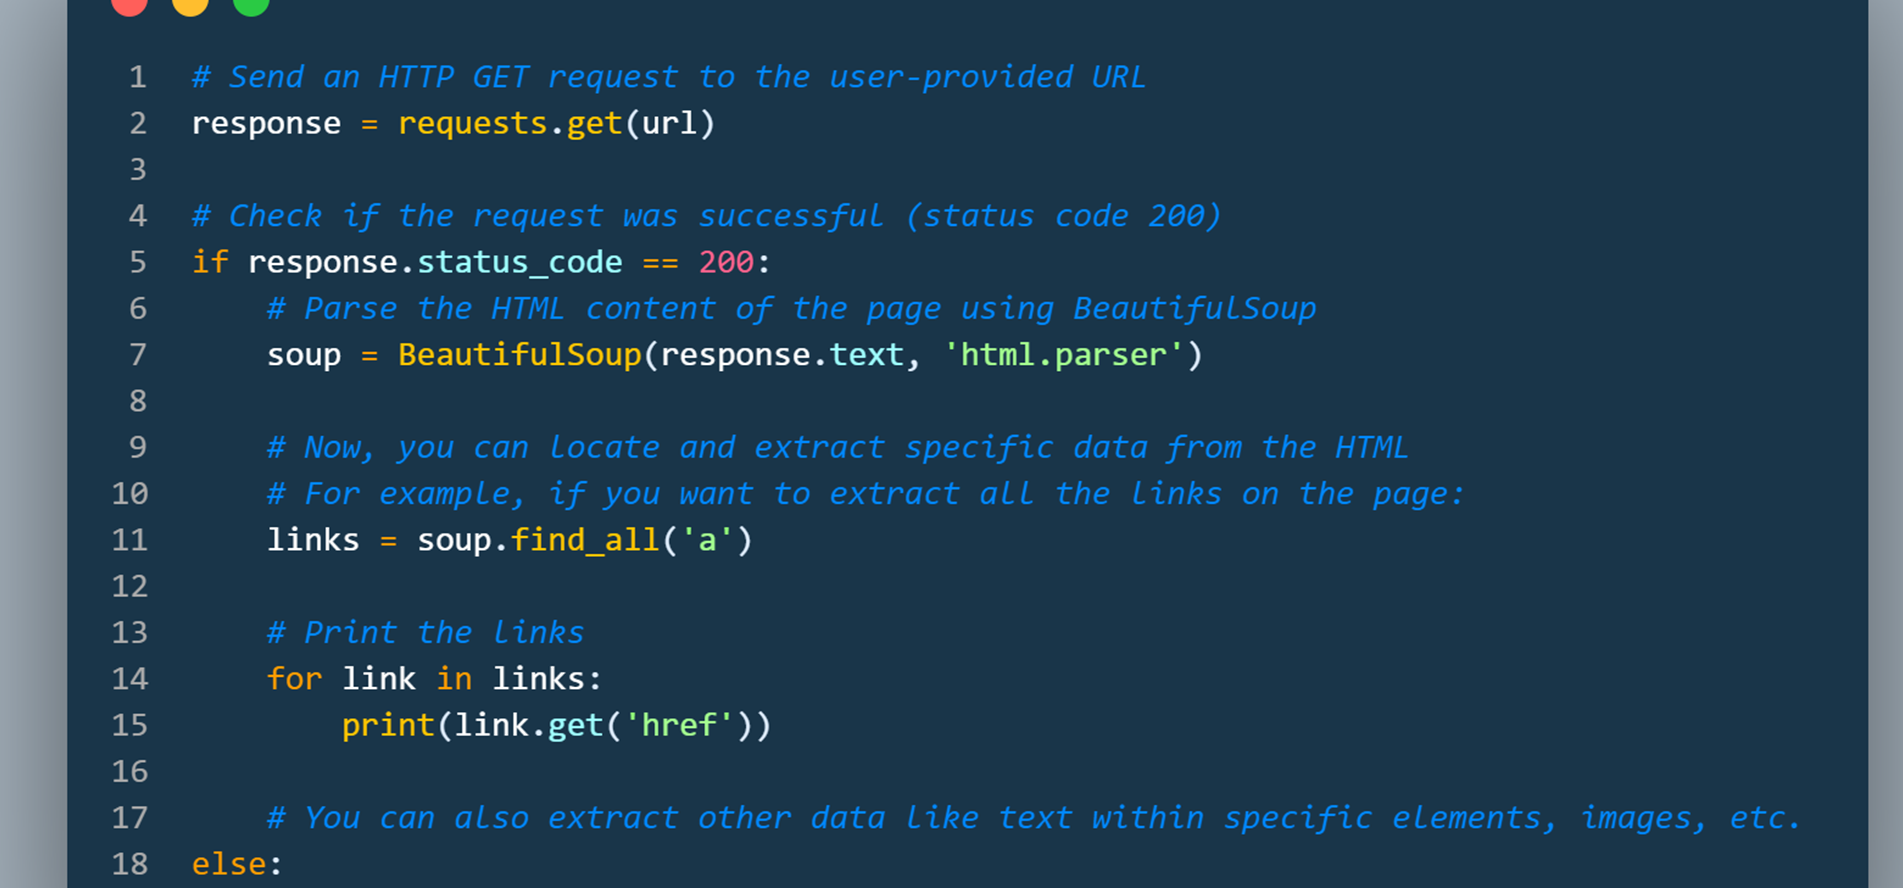 1 # Send an HTTP GET request to the user-provided URL
2 response = requests.get(url)
3
4 # Check if the request was successful (status code 200)
5 if response.status_code == 200:
6     # Parse the HTML content of the page using BeautifulSoup
7     soup = BeautifulSoup(response.text, 'html.parser')
8
9     # Now, you can locate and extract specific data from the HTML
10     # For example, if you want to extract all the links on the page:
11     links = soup.find_all('a')
12
13     # Print the links
14     for link in links:
15         print(link.get('href'))
16
17     # You can also extract other data like text within specific elements, images, etc.
18 else: